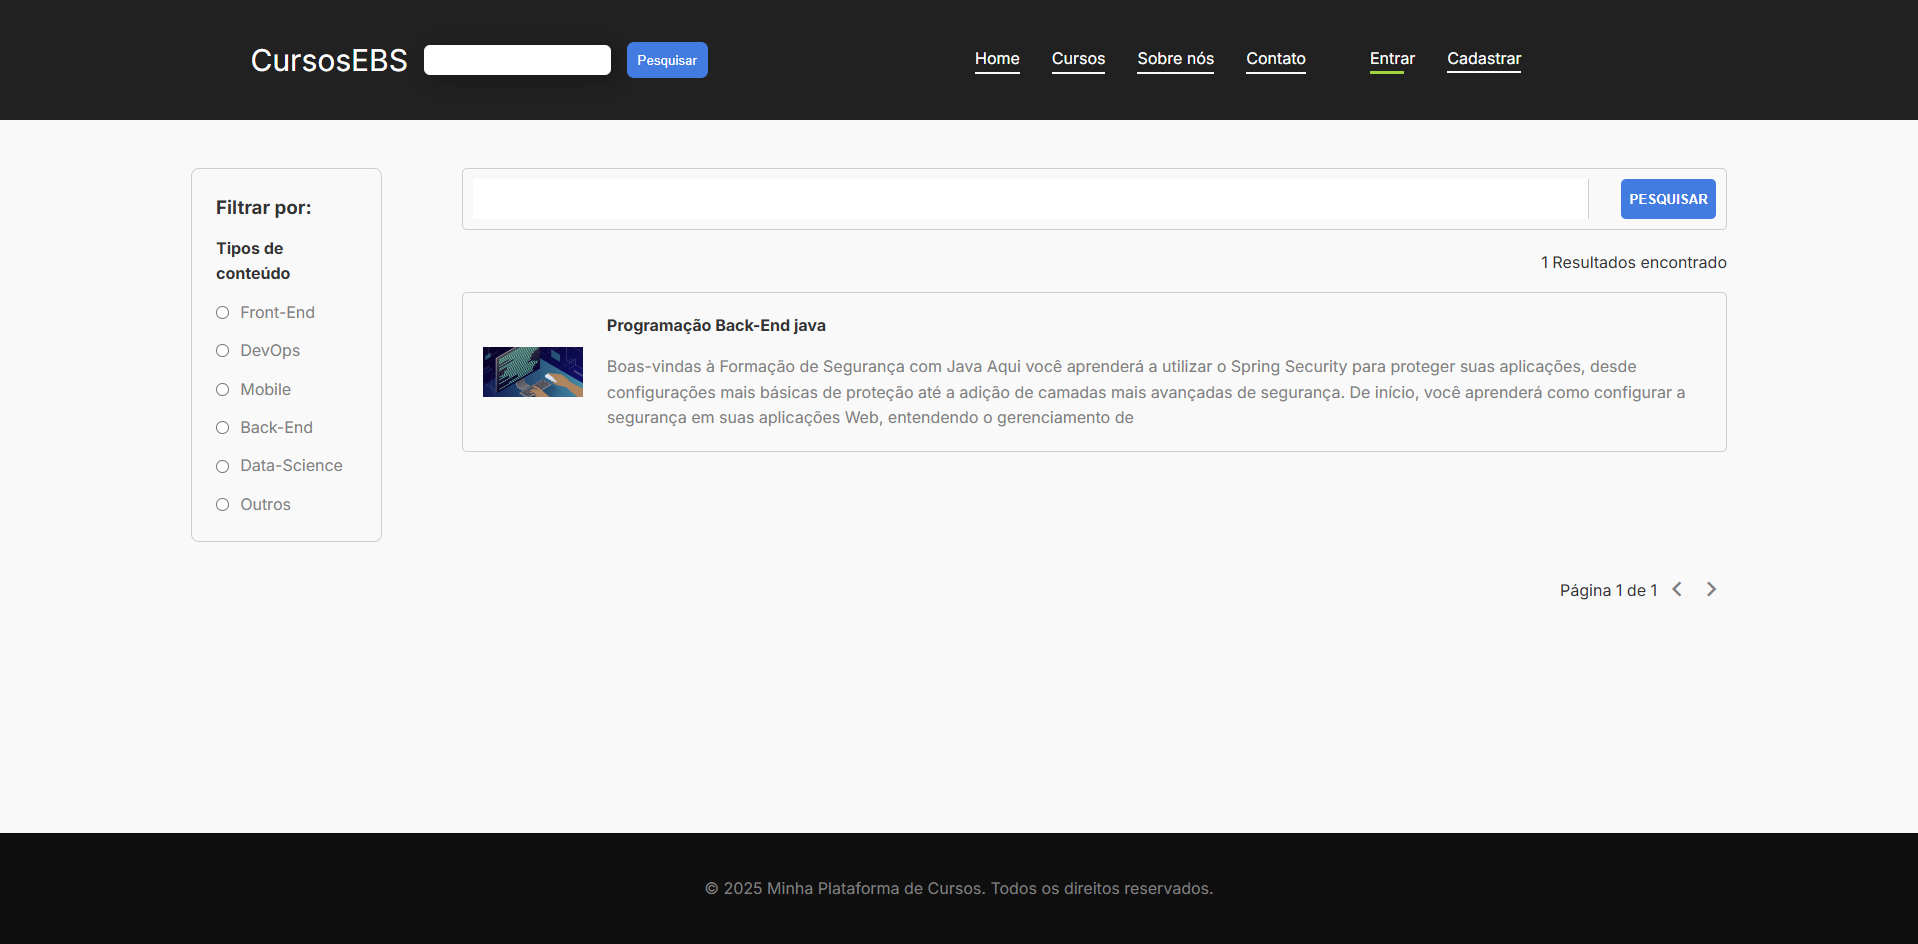 CursosEBS
Pesquisar
Home
Cursos
Sobre nós
Contato
Entrar
Cadastrar
Filtrar por:
Tipos de
conteúdo
Front-End
DevOps
Mobile
Back-End
Data-Science
Outros
PESQUISAR
1 Resultados encontrado
Programação Back-End java
Boas-vindas à Formação de Segurança com Java Aqui você aprenderá a utilizar o Spring Security para proteger suas aplicações, desde
configurações mais básicas de proteção até a adição de camadas mais avançadas de segurança. De início, você aprenderá como configurar a
segurança em suas aplicações Web, entendendo o gerenciamento de
Página 1 de 1
© 2025 Minha Plataforma de Cursos. Todos os direitos reservados.